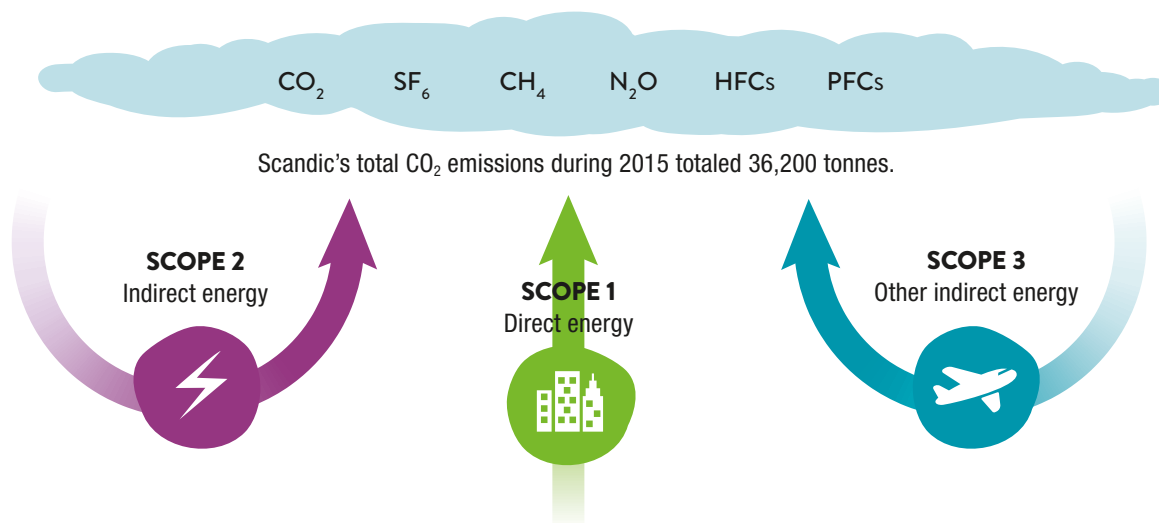 CO₂ SF₆ CH₄ N₂O HFCs PFCs
Scandic's total CO₂ emissions during 2015 totaled 36,200 tonnes.
SCOPE 2
Indirect energy
SCOPE 1
Direct energy
SCOPE 3
Other indirect energy